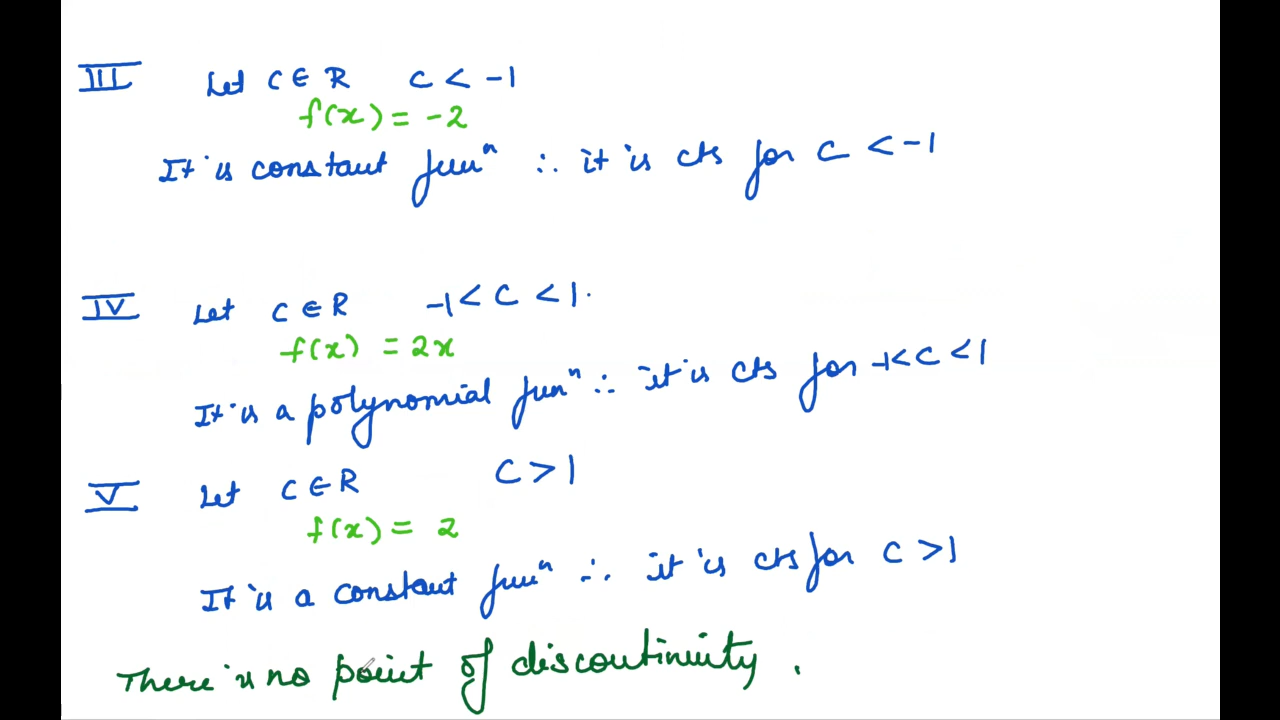 III Let C ∈ R C < -1
f(x) = -2
It is constant funⁿ ∴ it is cts for C < -1
IV Let C ∈ R -1 < C < 1.
f(x) = 2x
It is a polynomial funⁿ ∴ it is cts for -1 < C < 1
V Let C ∈ R C > 1
f(x) = 2
It is a constant funⁿ ∴ it is cts for C > 1
There is no point of discontinuity .